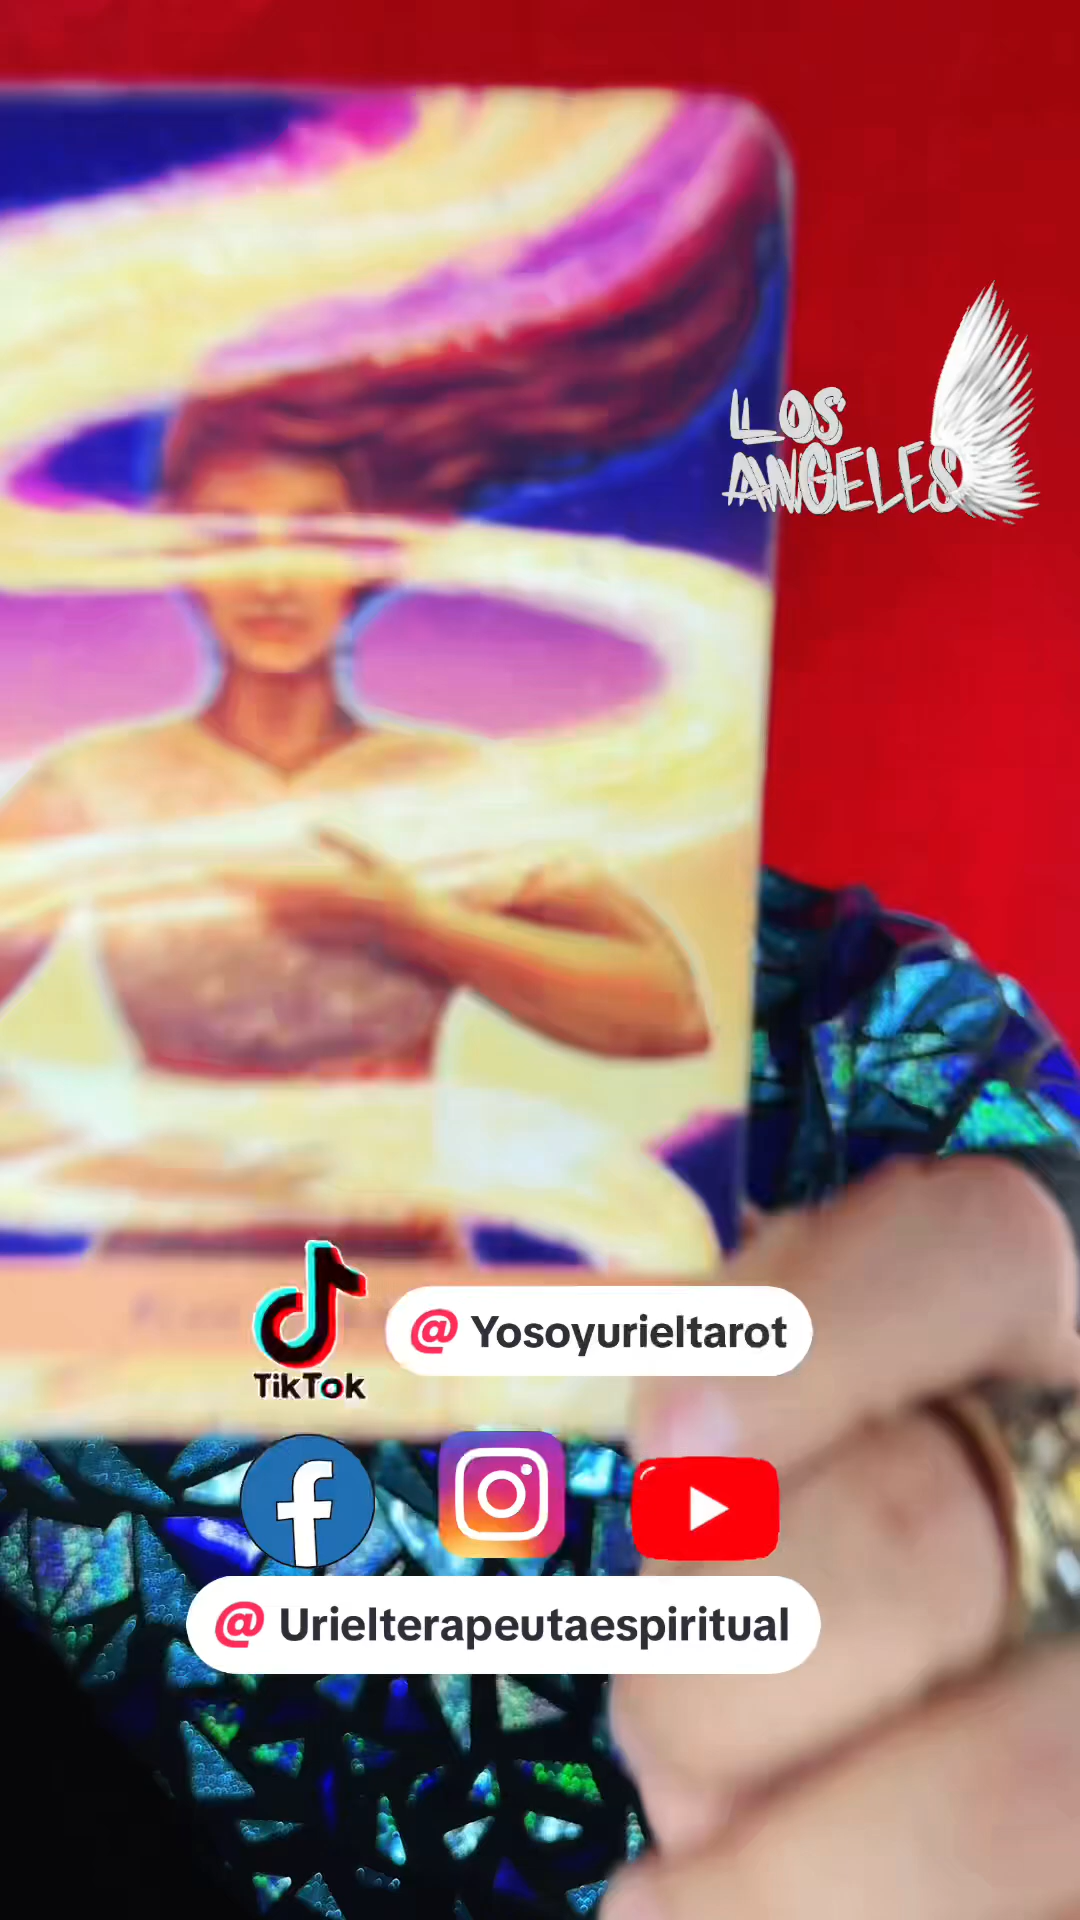 LOS
ANGELES
TikTok
@ Yosoyurieltarot
@ Urielterapeutaespiritual